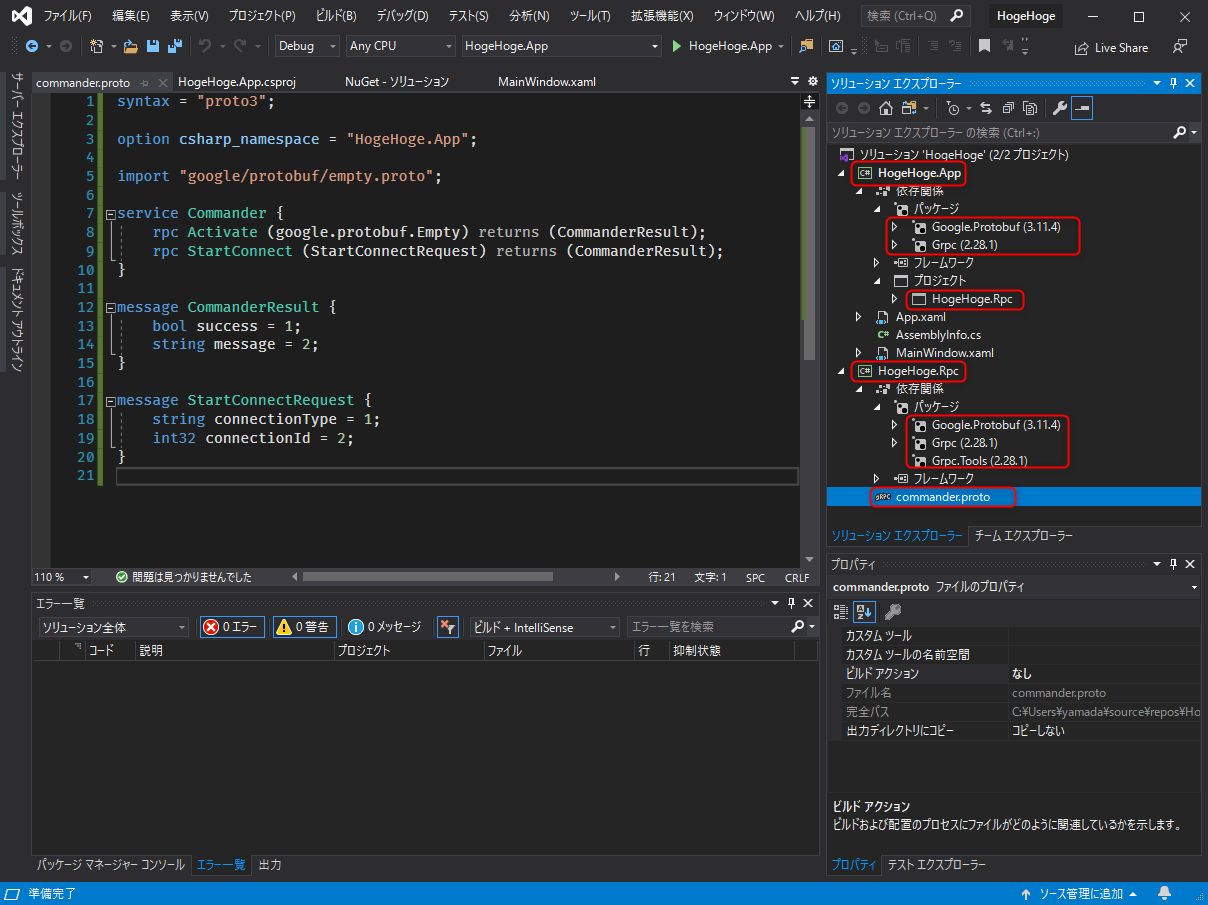 ファイル(F) 編集(E) 表示(V) プロジェクト(P) ビルド(B) デバッグ(D) テスト(S) 分析(N) ツール(T) 拡張機能(X) ウィンドウ(W) ヘルプ(H) 検索 (Ctrl+Q) HogeHoge
Debug Any CPU HogeHoge.App HogeHoge.App Live Share
サーバー エクスプローラー
ツールボックス
ドキュメント アウトライン
commander.proto HogeHoge.App.csproj NuGet - ソリューション MainWindow.xaml
1 syntax = "proto3";
2
3 option csharp_namespace = "HogeHoge.App";
4
5 import "google/protobuf/empty.proto";
6
7 service Commander {
8 rpc Activate (google.protobuf.Empty) returns (CommanderResult);
9 rpc StartConnect (StartConnectRequest) returns (CommanderResult);
10 }
11
12 message CommanderResult {
13 bool success = 1;
14 string message = 2;
15 }
16
17 message StartConnectRequest {
18 string connectionType = 1;
19 int32 connectionId = 2;
20 }
21
110 % 問題は見つかりませんでした 行: 21 文字: 1 SPC CRLF
エラー一覧
ソリューション全体 0 エラー 0 警告 0 メッセージ ビルド + IntelliSense エラー一覧を検索
コード 説明 プロジェクト ファイル 行 抑制状態
パッケージ マネージャー コンソール エラー一覧 出力
ソリューション エクスプローラー
ソリューション エクスプローラー の検索 (Ctrl+:)
ソリューション 'HogeHoge' (2/2 プロジェクト)
C# HogeHoge.App
依存関係
パッケージ
Google.Protobuf (3.11.4)
Grpc (2.28.1)
フレームワーク
プロジェクト
HogeHoge.Rpc
App.xaml
C# AssemblyInfo.cs
MainWindow.xaml
C# HogeHoge.Rpc
依存関係
パッケージ
Google.Protobuf (3.11.4)
Grpc (2.28.1)
Grpc.Tools (2.28.1)
フレームワーク
gRPC commander.proto
ソリューション エクスプローラー チーム エクスプローラー
プロパティ
commander.proto ファイルのプロパティ
カスタム ツール
カスタム ツールの名前空間
ビルド アクション なし
ファイル名 commander.proto
完全パス C:¥Users¥yamada¥source¥repos¥Ho
出力ディレクトリにコピー コピーしない
ビルド アクション
ビルドおよび配置のプロセスにファイルがどのように関連しているかを示します。
プロパティ テスト エクスプローラー
準備完了 ソース管理に追加